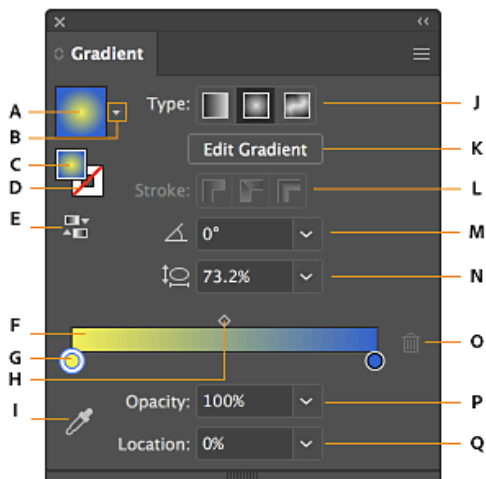 Gradient
A
B
Type:
J
Edit Gradient
K
C
D
Stroke:
L
E
0°
M
73.2%
N
F
G
H
O
I
Opacity: 100%
P
Location: 0%
Q